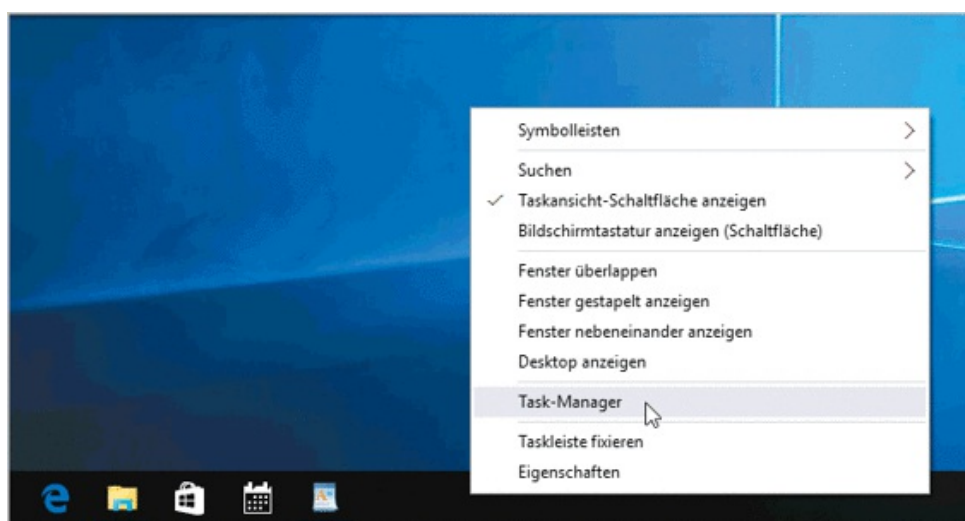 Symbolleisten
Suchen
Taskansicht-Schaltfläche anzeigen
Bildschirmtastatur anzeigen (Schaltfläche)
Fenster überlappen
Fenster gestapelt anzeigen
Fenster nebeneinander anzeigen
Desktop anzeigen
Task-Manager
Taskleiste fixieren
Eigenschaften